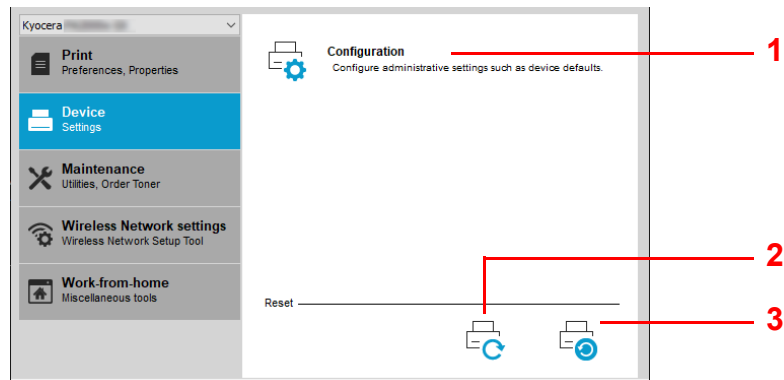 Kyocera
Print
Preferences, Properties
Device
Settings
Maintenance
Utilities, Order Toner
Wireless Network settings
Wireless Network Setup Tool
Work-from-home
Miscellaneous tools
Configuration
Configure administrative settings such as device defaults.
1
2
Reset
3